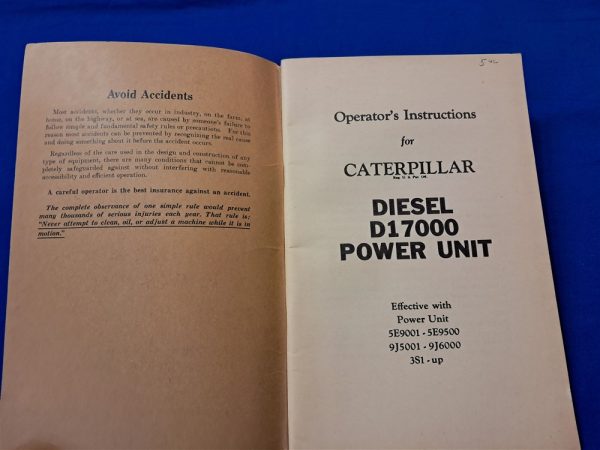 Avoid Accidents
Most accidents, whether they occur in industry, on the farm, at
home, on the highway, or at sea, are caused by someone's failure to
follow simple and fundamental safety rules or precautions. For this
reason most accidents can be prevented by recognizing the real cause
and doing something about it before the accident occurs.
Regardless of the care used in the design and construction of any
type of equipment, there are many conditions that cannot be com-
pletely safeguarded against without interfering with reasonable
accessibility and efficient operation.
A careful operator is the best insurance against an accident.
The complete observance of one simple rule would prevent
many thousands of serious injuries each year. That rule is:
"Never attempt to clean, oil, or adjust a machine while it is in
motion."
Operator's Instructions
for
CATERPILLAR
Reg. U. S. Pat. Off.
DIESEL
D17000
POWER UNIT
Effective with
Power Unit
5E9001 - 5E9500
9J5001 - 9J6000
3S1 - up